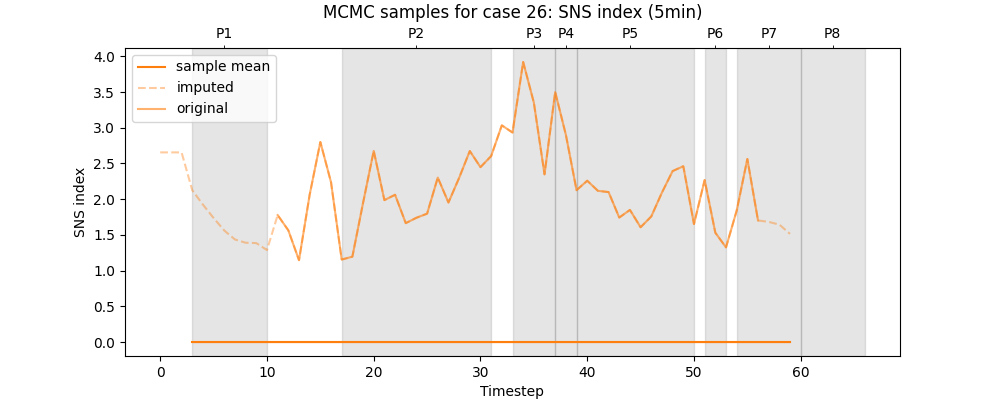 MCMC samples for case 26: SNS index (5min)
P1 P2 P3 P4 P5 P6 P7 P8
sample mean
imputed
original
SNS index
4.0
3.5
3.0
2.5
2.0
1.5
1.0
0.5
0.0
0 10 20 30 40 50 60
Timestep